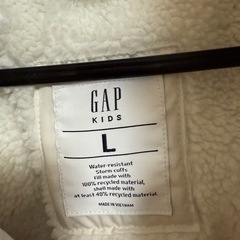 GAP
KIDS
L
Water-resistant
Storm cuffs
Fill made with
100% recycled material,
shell made with
at least 40% recycled material.
MADE IN VIETNAM